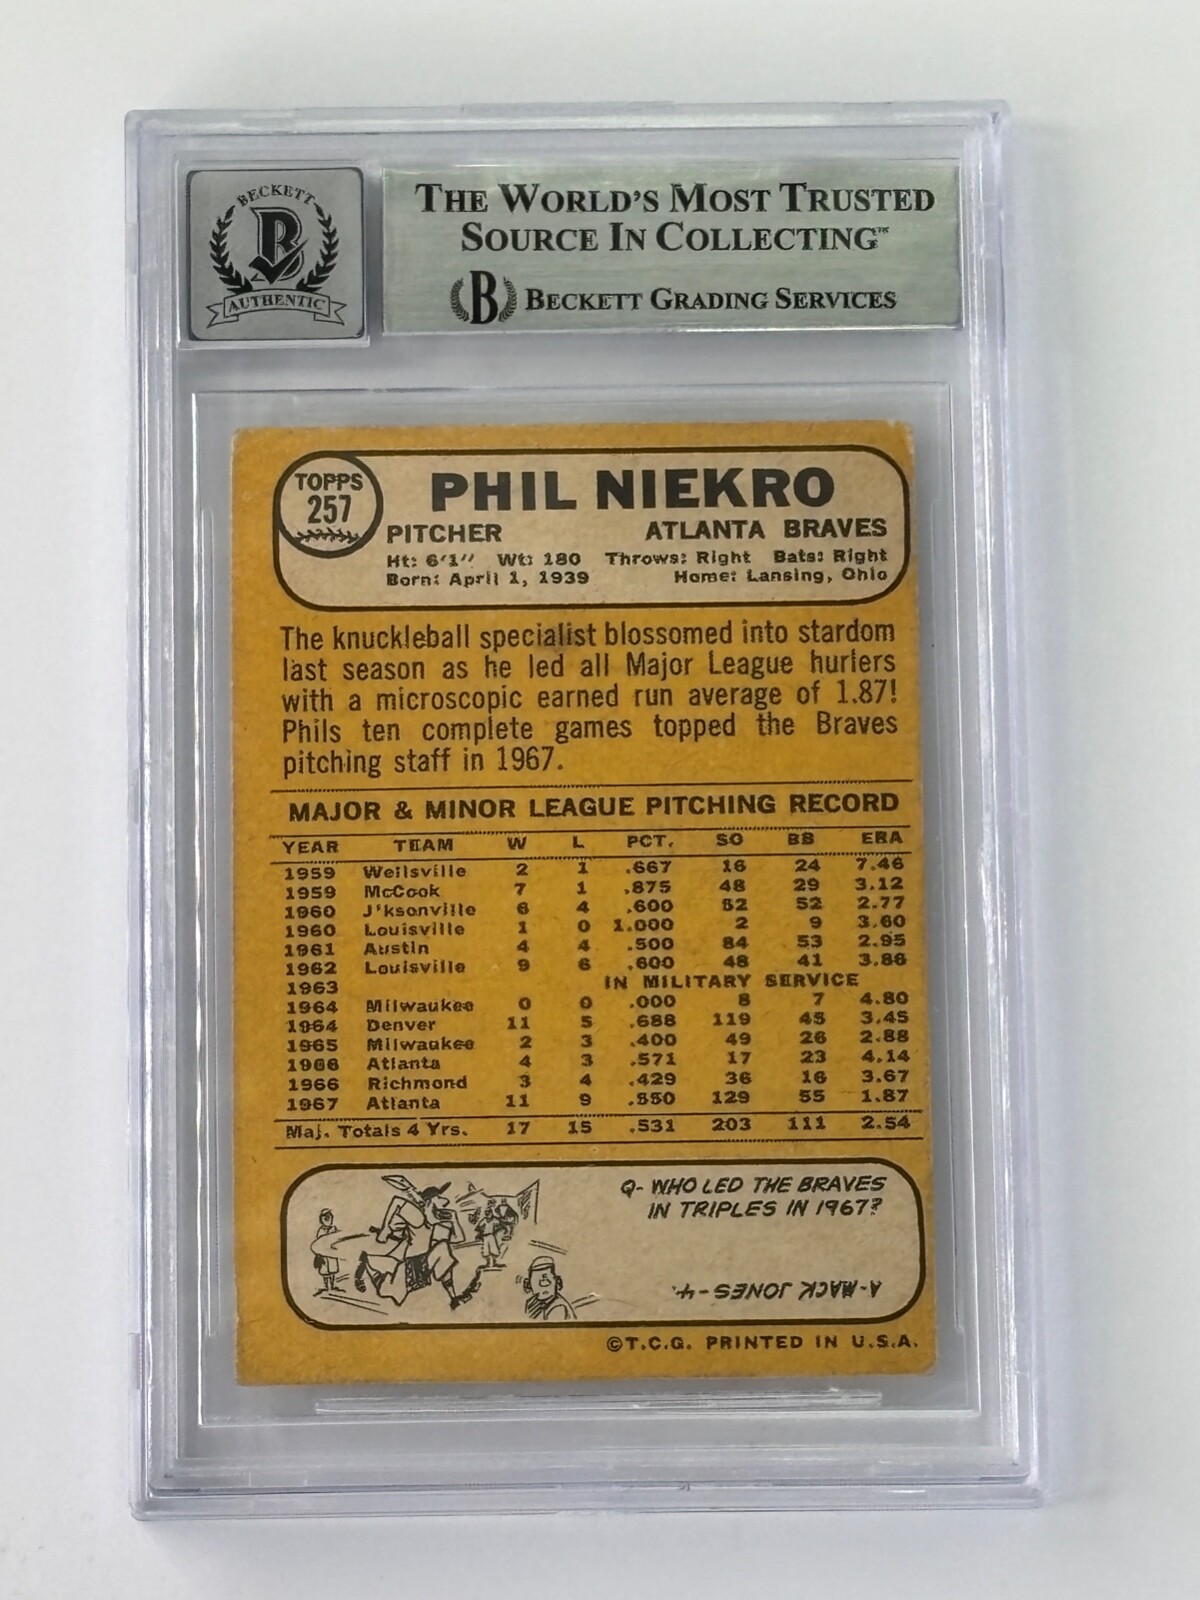 BECKETT
B
AUTHENTIC
THE WORLD'S MOST TRUSTED
SOURCE IN COLLECTING™
B BECKETT GRADING SERVICES
TOPPS
257
PHIL NIEKRO
PITCHER ATLANTA BRAVES
Ht: 6'1" Wt: 180 Throws: Right Bats: Right
Born: April 1, 1939 Home: Lansing, Ohio
The knuckleball specialist blossomed into stardom
last season as he led all Major League hurlers
with a microscopic earned run average of 1.87!
Phils ten complete games topped the Braves
pitching staff in 1967.
MAJOR & MINOR LEAGUE PITCHING RECORD
YEAR TEAM W L PCT. SO BB ERA
1959 Wellsville 2 1 .667 16 24 7.46
1959 McCook 7 1 .875 48 29 3.12
1960 J'ksonville 6 4 .600 52 52 2.77
1960 Louisville 1 0 1.000 2 9 3.60
1961 Austin 4 4 .500 84 53 2.95
1962 Louisville 9 6 .600 48 41 3.86
1963 IN MILITARY SERVICE
1964 Milwaukee 0 0 .000 8 7 4.80
1964 Denver 11 5 .688 119 45 3.45
1965 Milwaukee 2 3 .400 49 26 2.88
1966 Atlanta 4 3 .571 17 23 4.14
1966 Richmond 3 4 .429 36 16 3.67
1967 Atlanta 11 9 .550 129 55 1.87
Maj. Totals 4 Yrs. 17 15 .531 203 111 2.54
Q- WHO LED THE BRAVES
IN TRIPLES IN 1967?
A-MACK JONES-4.
©T.C.G. PRINTED IN U.S.A.